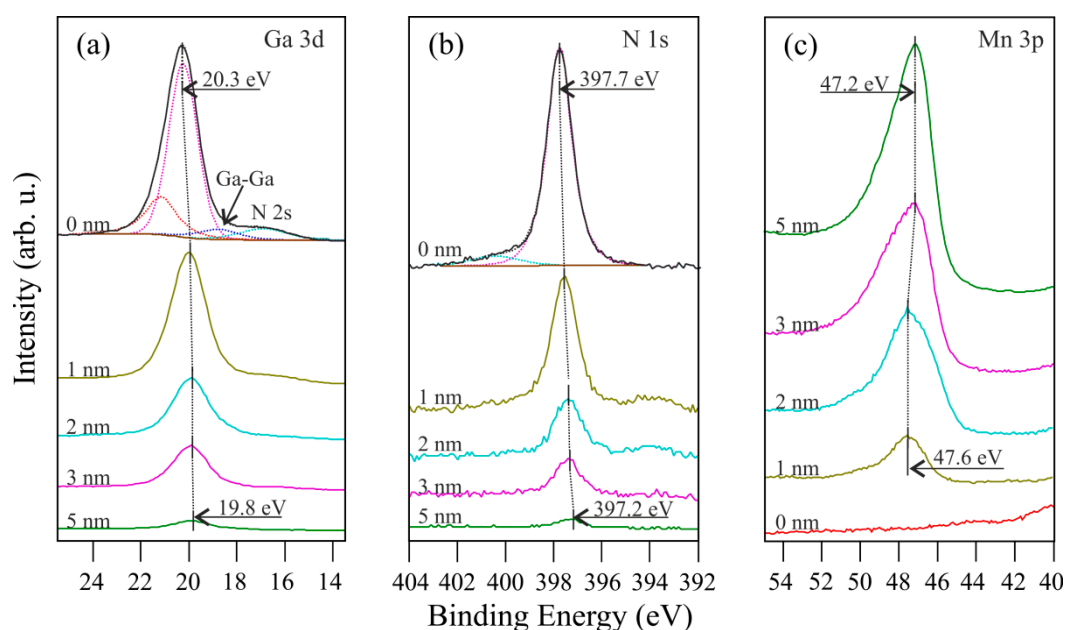 (a)
Ga 3d
20.3 eV
Ga-Ga
N 2s
0 nm
1 nm
2 nm
3 nm
5 nm
19.8 eV
24 22 20 18 16 14
(b)
N 1s
397.7 eV
0 nm
1 nm
2 nm
3 nm
5 nm
397.2 eV
404 402 400 398 396 394 392
(c)
Mn 3p
47.2 eV
5 nm
3 nm
2 nm
1 nm
47.6 eV
0 nm
54 52 50 48 46 44 42 40
Intensity (arb. u.)
Binding Energy (eV)